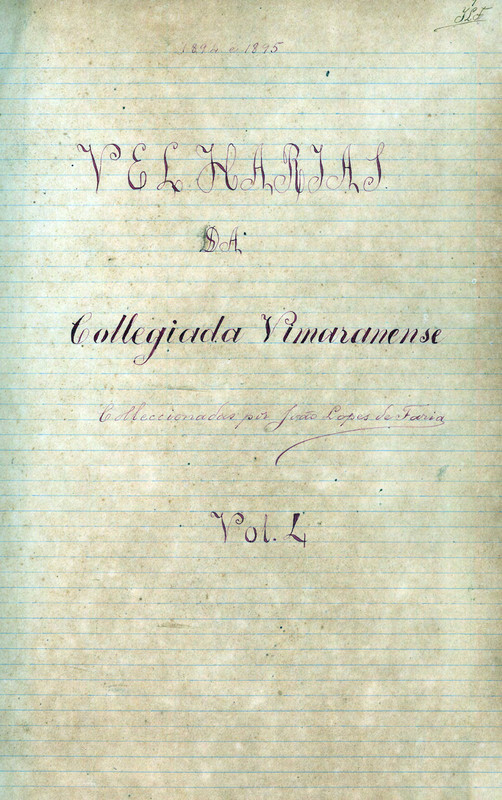 1894 e 1895
VELHARIAS
DA
Collegiada Vimaranense
Colleccionadas por João Lopes de Faria
Vol. 4